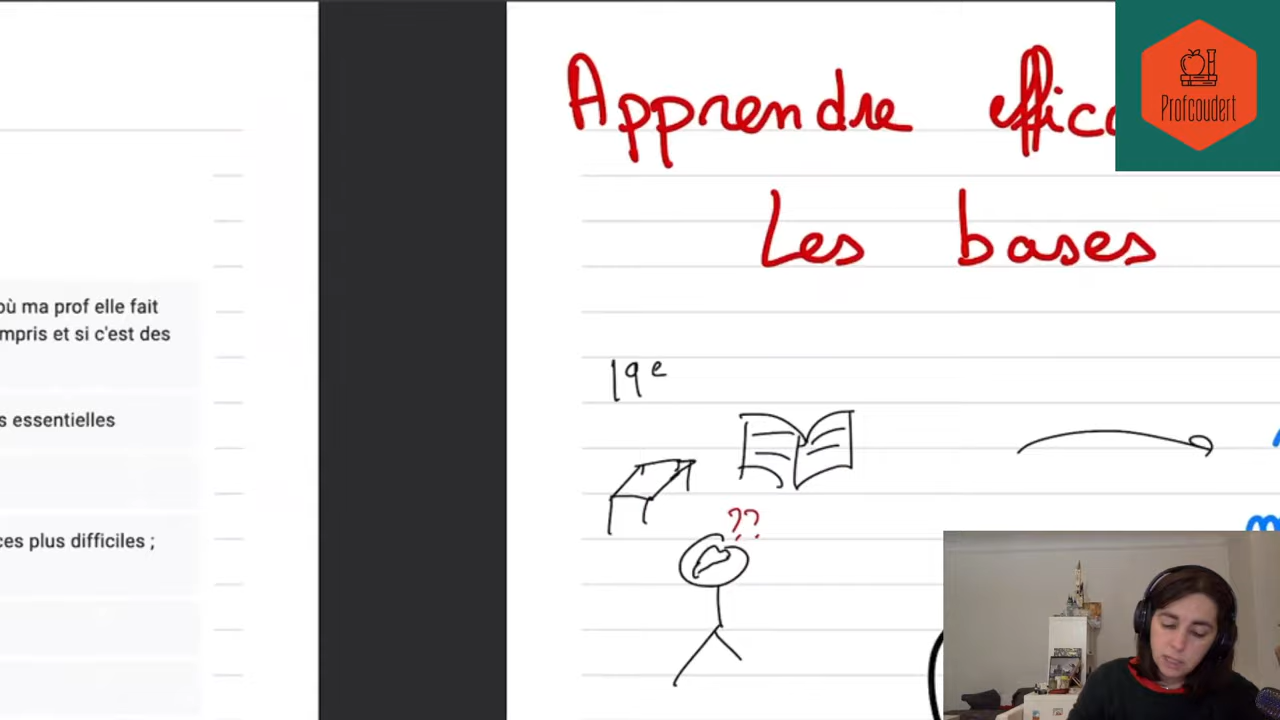 où ma prof elle fait
mpris et si c'est des
s essentielles
ces plus difficiles ;
Apprendre effic
Les bases
19e
??
Profcoudert